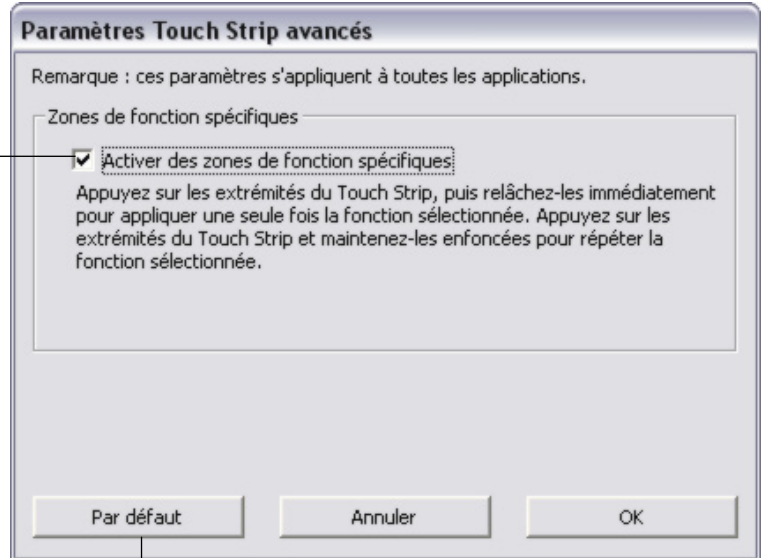 Paramètres Touch Strip avancés
Remarque : ces paramètres s'appliquent à toutes les applications.
Zones de fonction spécifiques
Activer des zones de fonction spécifiques
Appuyez sur les extrémités du Touch Strip, puis relâchez-les immédiatement
pour appliquer une seule fois la fonction sélectionnée. Appuyez sur les
extrémités du Touch Strip et maintenez-les enfoncées pour répéter la
fonction sélectionnée.
Par défaut
Annuler
OK